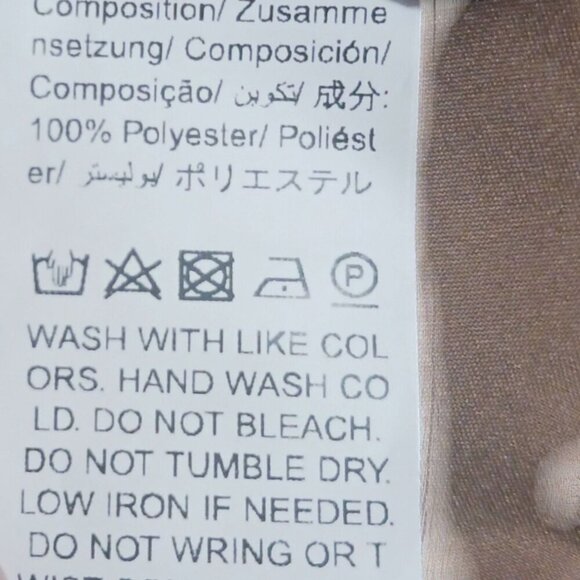 Composition/ Zusamme
nsetzung/ Composición/
Composição/ تكوين/ 成分:
100% Polyester/ Poliést
er/ بوليستر/ ポリエステル
P
WASH WITH LIKE COL
ORS. HAND WASH CO
LD. DO NOT BLEACH.
DO NOT TUMBLE DRY.
LOW IRON IF NEEDED.
DO NOT WRING OR T